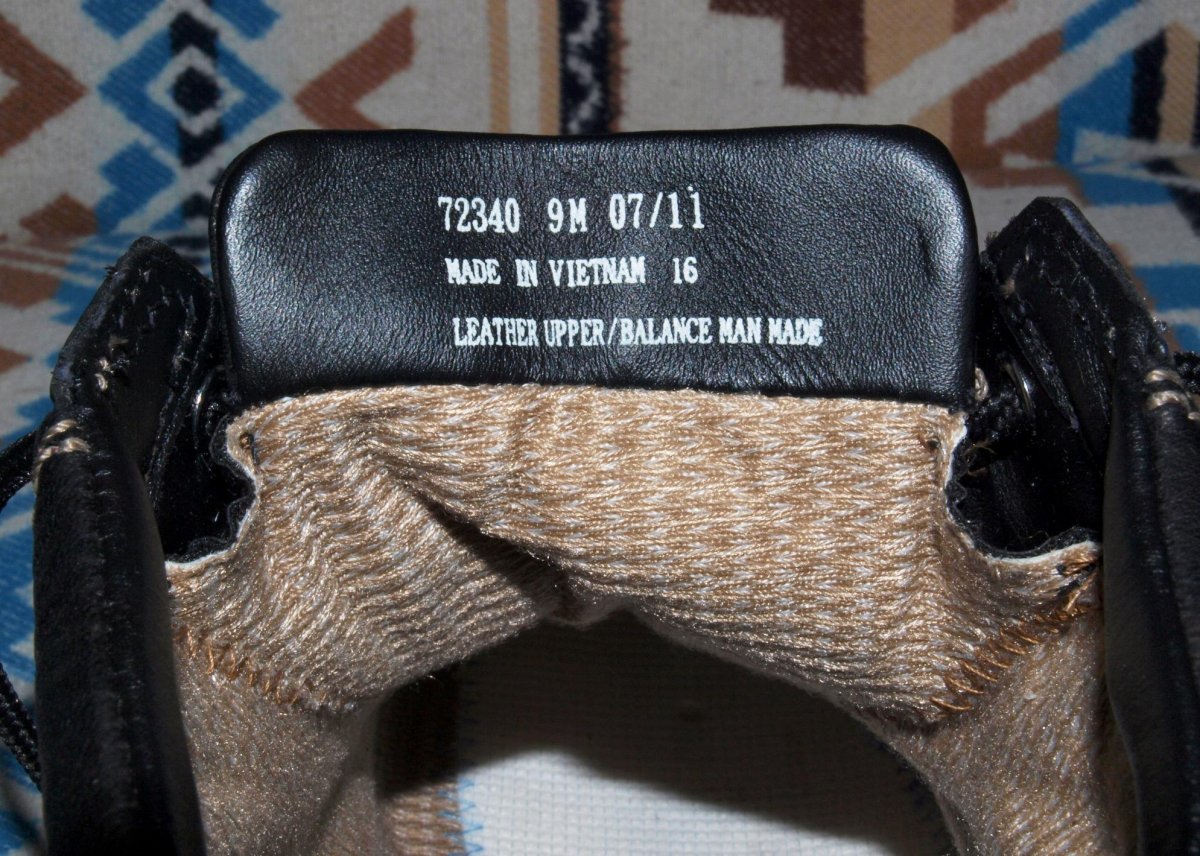 72340 9M 07/11
MADE IN VIETNAM 16
LEATHER UPPER/BALANCE MAN MADE